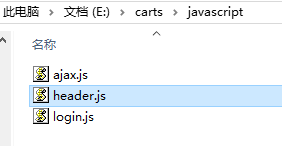 此电脑 > 文档 (E:) > carts > javascript
名称
ajax.js
header.js
login.js